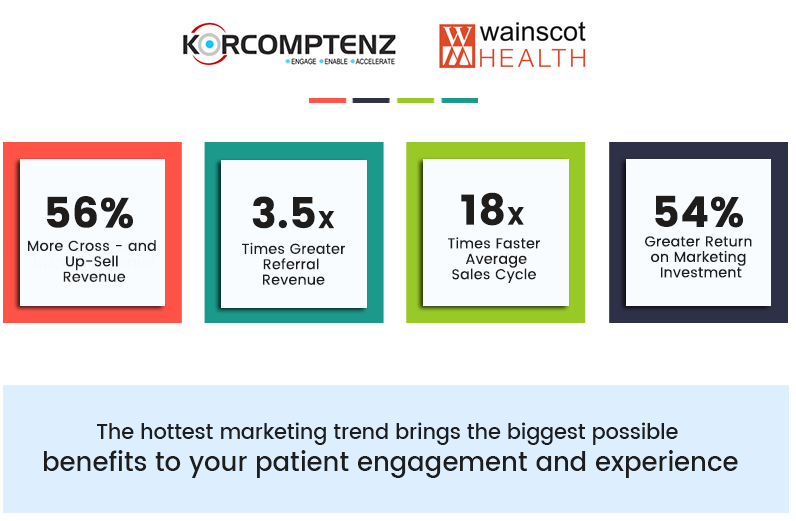 KORCOMPTENZ
ENGAGE ENABLE ACCELERATE
W
M
wainscot
HEALTH
56%
More Cross - and
Up-Sell
Revenue
3.5x
Times Greater
Referral
Revenue
18x
Times Faster
Average
Sales Cycle
54%
Greater Return
on Marketing
Investment
The hottest marketing trend brings the biggest possible
benefits to your patient engagement and experience